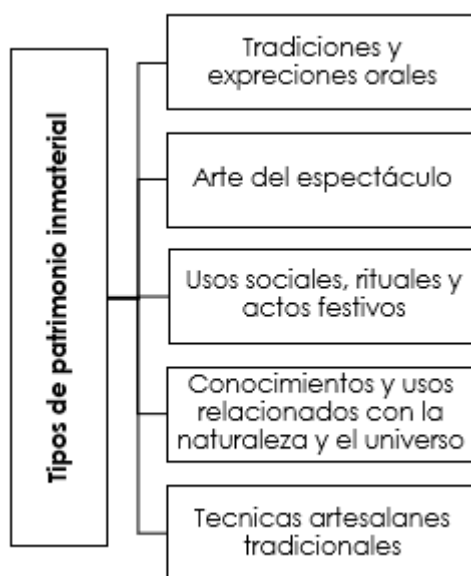 Tipos de patrimonio inmaterial
Tradiciones y
expreciones orales
Arte del espectáculo
Usos sociales, rituales y
actos festivos
Conocimientos y usos
relacionados con la
naturaleza y el universo
Tecnicas artesalanes
tradicionales